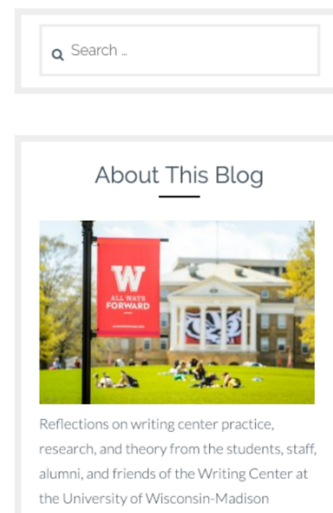 Search …
About This Blog
W
ALL WAYS
FORWARD
Reflections on writing center practice,
research, and theory from the students, staff,
alumni, and friends of the Writing Center at
the University of Wisconsin-Madison